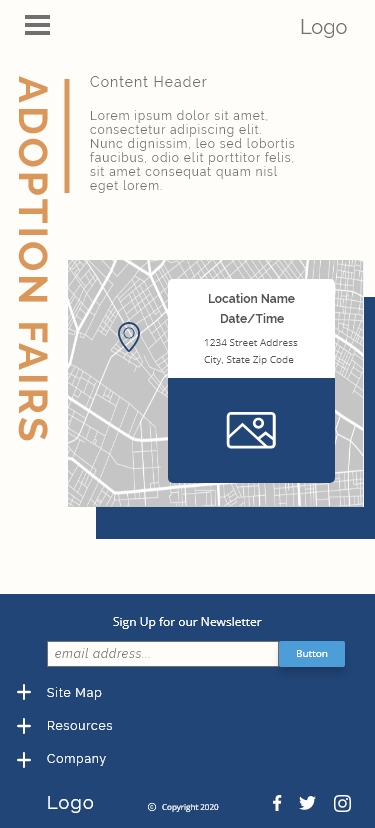 Logo
ADOPTION FAIRS
Content Header
Lorem ipsum dolor sit amet,
consectetur adipiscing elit.
Nunc dignissim, leo sed lobortis
faucibus, odio elit porttitor felis,
sit amet consequat quam nisl
eget lorem.
Location Name
Date/Time
1234 Street Address
City, State Zip Code
Sign Up for our Newsletter
email address...
Button
Site Map
Resources
Company
Logo
© Copyright 2020